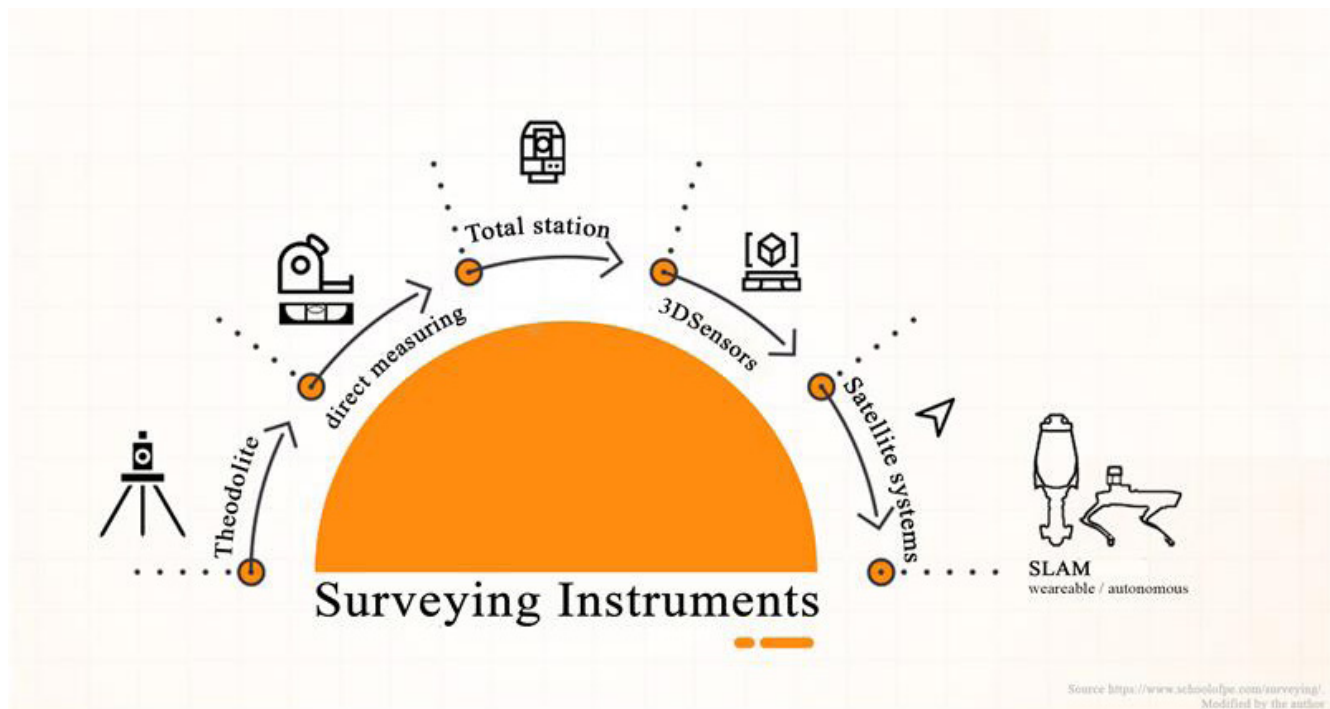 Total station
direct measuring
3DSensors
Theodolite
Satellite systems
SLAM
weareable / autonomous
Surveying Instruments
Source https://www.schoolofpe.com/surveying/.
Modified by the author